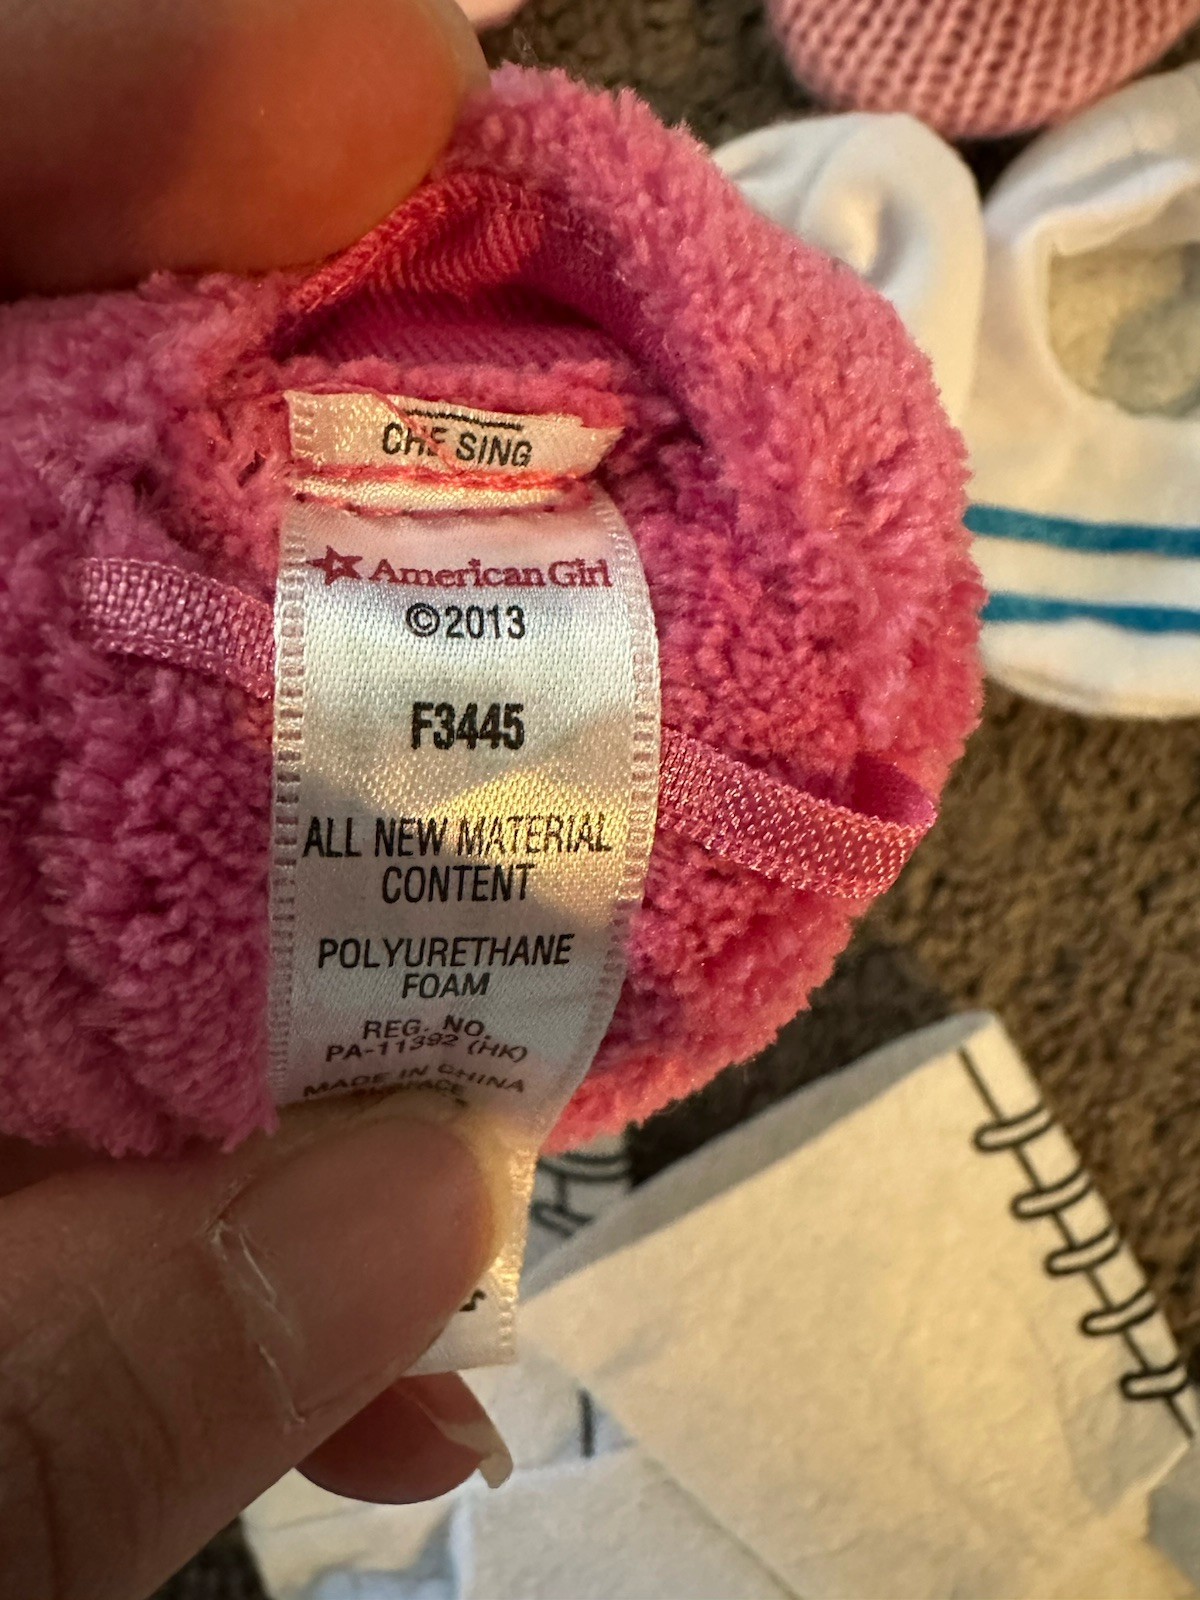 CHE SING
American Girl
©2013
F3445
ALL NEW MATERIAL
CONTENT
POLYURETHANE
FOAM
REG. NO.
PA-11392 (HK)
MADE IN CHINA
SURFACE